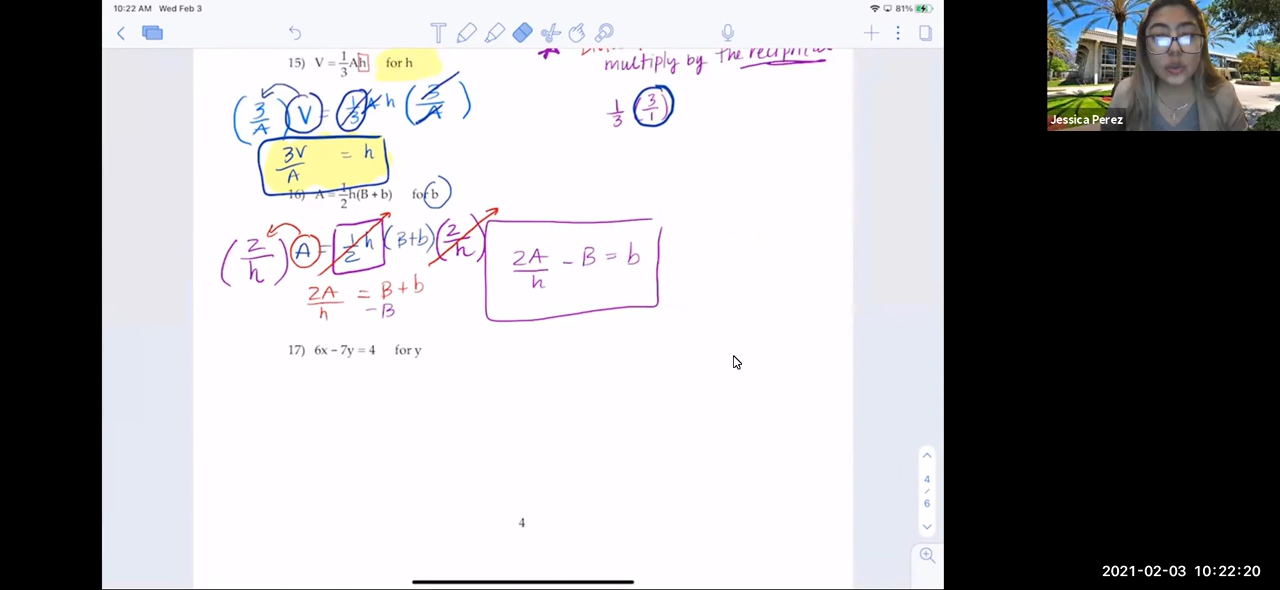 10:22 AM Wed Feb 3
81%
15) V = 1/3 Ah for h
multiply by the reciprical
(3/A) V = 1/3 A h (3/A)
1/3 (3/1)
3V/A = h
16) A = 1/2 h(B + b) for b
(2/h) A = 1/2 h (B+b) (2/h)
2A/h = B + b
- B
2A/h - B = b
17) 6x – 7y = 4 for y
4
4
/
6
Jessica Perez
2021-02-03 10:22:20